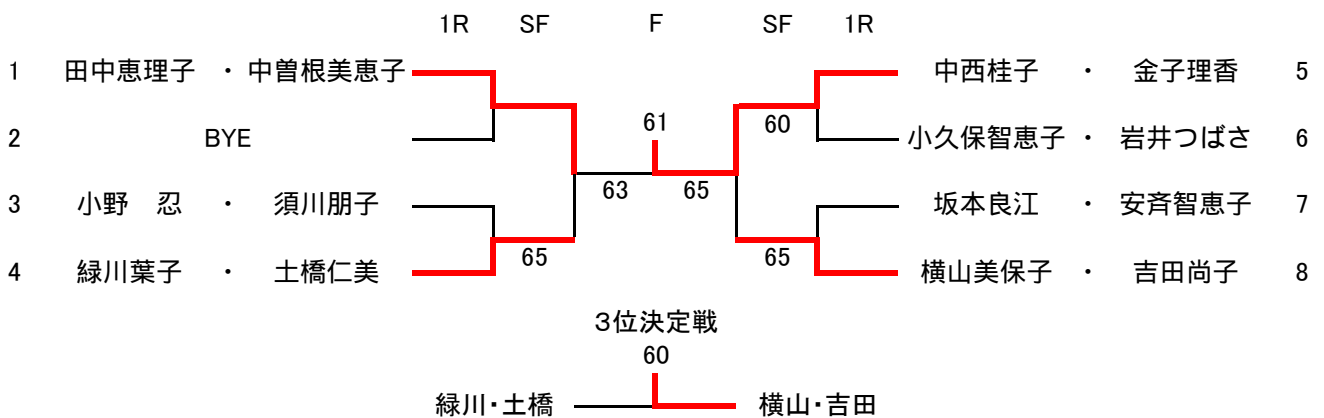 1R SF F SF 1R
1 田中恵理子 ・ 中曽根美恵子 中西桂子 ・ 金子理香 5
61 60
2 BYE 小久保智恵子・ 岩井つばさ 6
63 65
3 小野　忍 ・ 須川朋子 坂本良江 ・ 安斉智恵子 7
65 65
4 緑川葉子 ・ 土橋仁美 横山美保子・ 吉田尚子 8
３位決定戦
60
緑川・土橋 横山・吉田